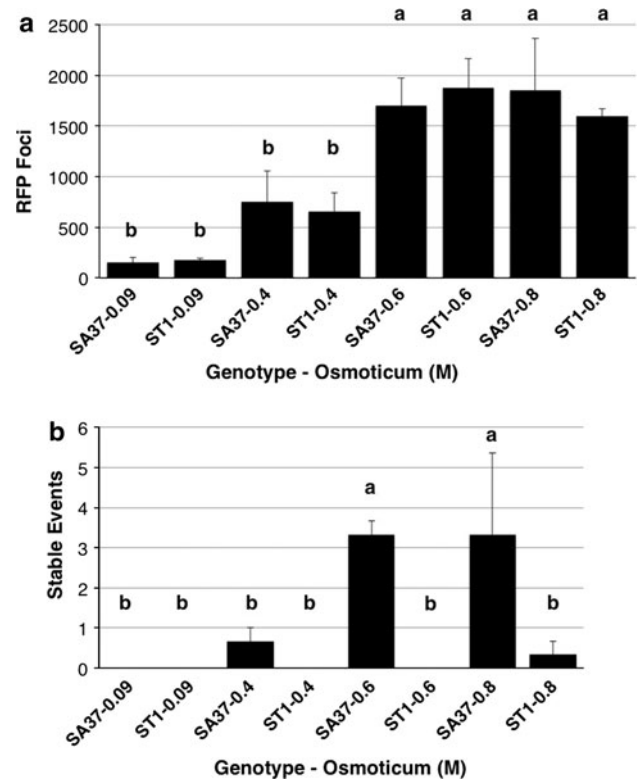 a
a a a a
2500
2000
1500
1000
500
0
RFP Foci
b b
b b
SA37-0.09 ST1-0.09 SA37-0.4 ST1-0.4 SA37-0.6 ST1-0.6 SA37-0.8 ST1-0.8
Genotype - Osmoticum (M)
b
6
5
4
3
2
1
0
Stable Events
a
a
b b b b b b
SA37-0.09 ST1-0.09 SA37-0.4 ST1-0.4 SA37-0.6 ST1-0.6 SA37-0.8 ST1-0.8
Genotype - Osmoticum (M)